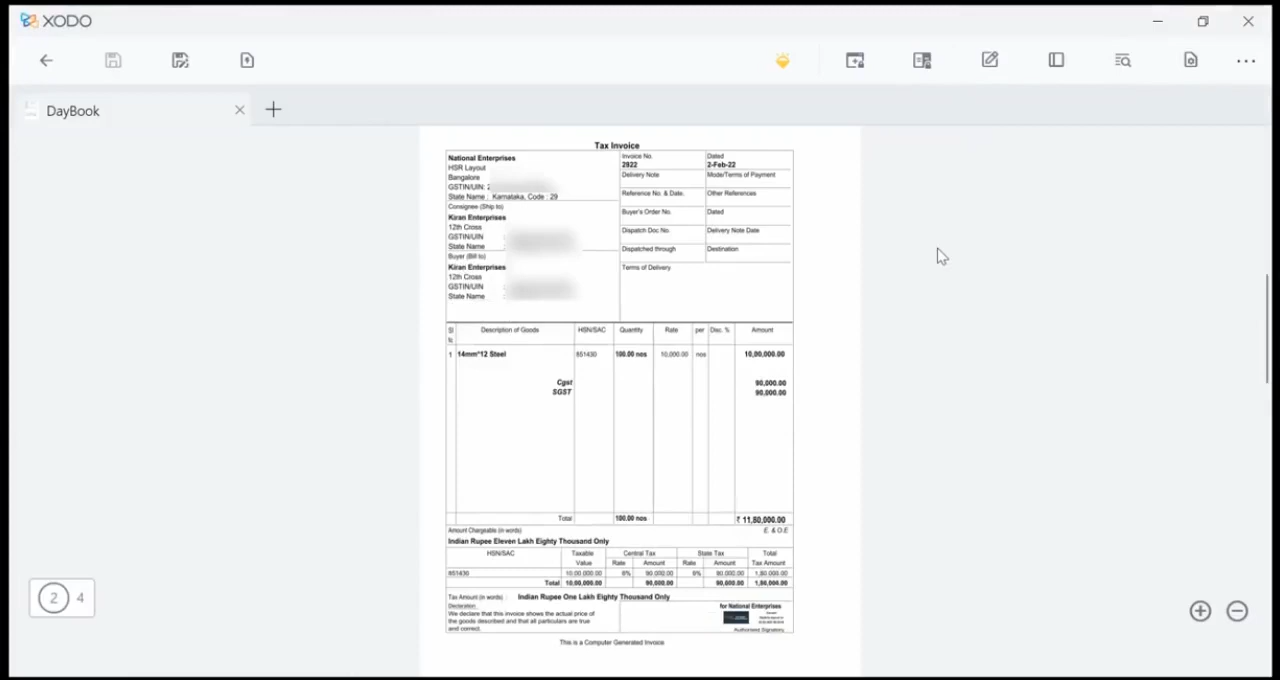 XODO
DayBook
Tax Invoice
National Enterprises
HSR Layout
Bangalore
GSTIN/UIN: 2
State Name : Karnataka, Code : 29
Consignee (Ship to)
Kiran Enterprises
12th Cross
GSTIN/UIN :
State Name :
Buyer (Bill to)
Kiran Enterprises
12th Cross
GSTIN/UIN :
State Name :
Invoice No. Dated
2822 2-Feb-22
Delivery Note Mode/Terms of Payment
Reference No. & Date. Other References
Buyer's Order No. Dated
Dispatch Doc No. Delivery Note Date
Dispatched through Destination
Terms of Delivery
Sl Description of Goods HSN/SAC Quantity Rate per Disc. % Amount
1 14mm*12 Steel 851430 100.00 nos 10,000.00 nos 10,00,000.00
Cgst 90,000.00
SGST 90,000.00
Total 100.00 nos ₹ 11,80,000.00
Amount Chargeable (in words) E. & O.E
Indian Rupee Eleven Lakh Eighty Thousand Only
HSN/SAC Taxable Central Tax State Tax Total
Value Rate Amount Rate Amount Tax Amount
851430 10,00,000.00 90,000.00 90,000.00 1,80,000.00
Total 10,00,000.00 90,000.00 90,000.00 1,80,000.00
Tax Amount (in words) : Indian Rupee One Lakh Eighty Thousand Only
Declaration
We declare that this invoice shows the actual price of
the goods described and that all particulars are true
and correct.
for National Enterprises
Authorised Signatory
This is a Computer Generated Invoice
2 4